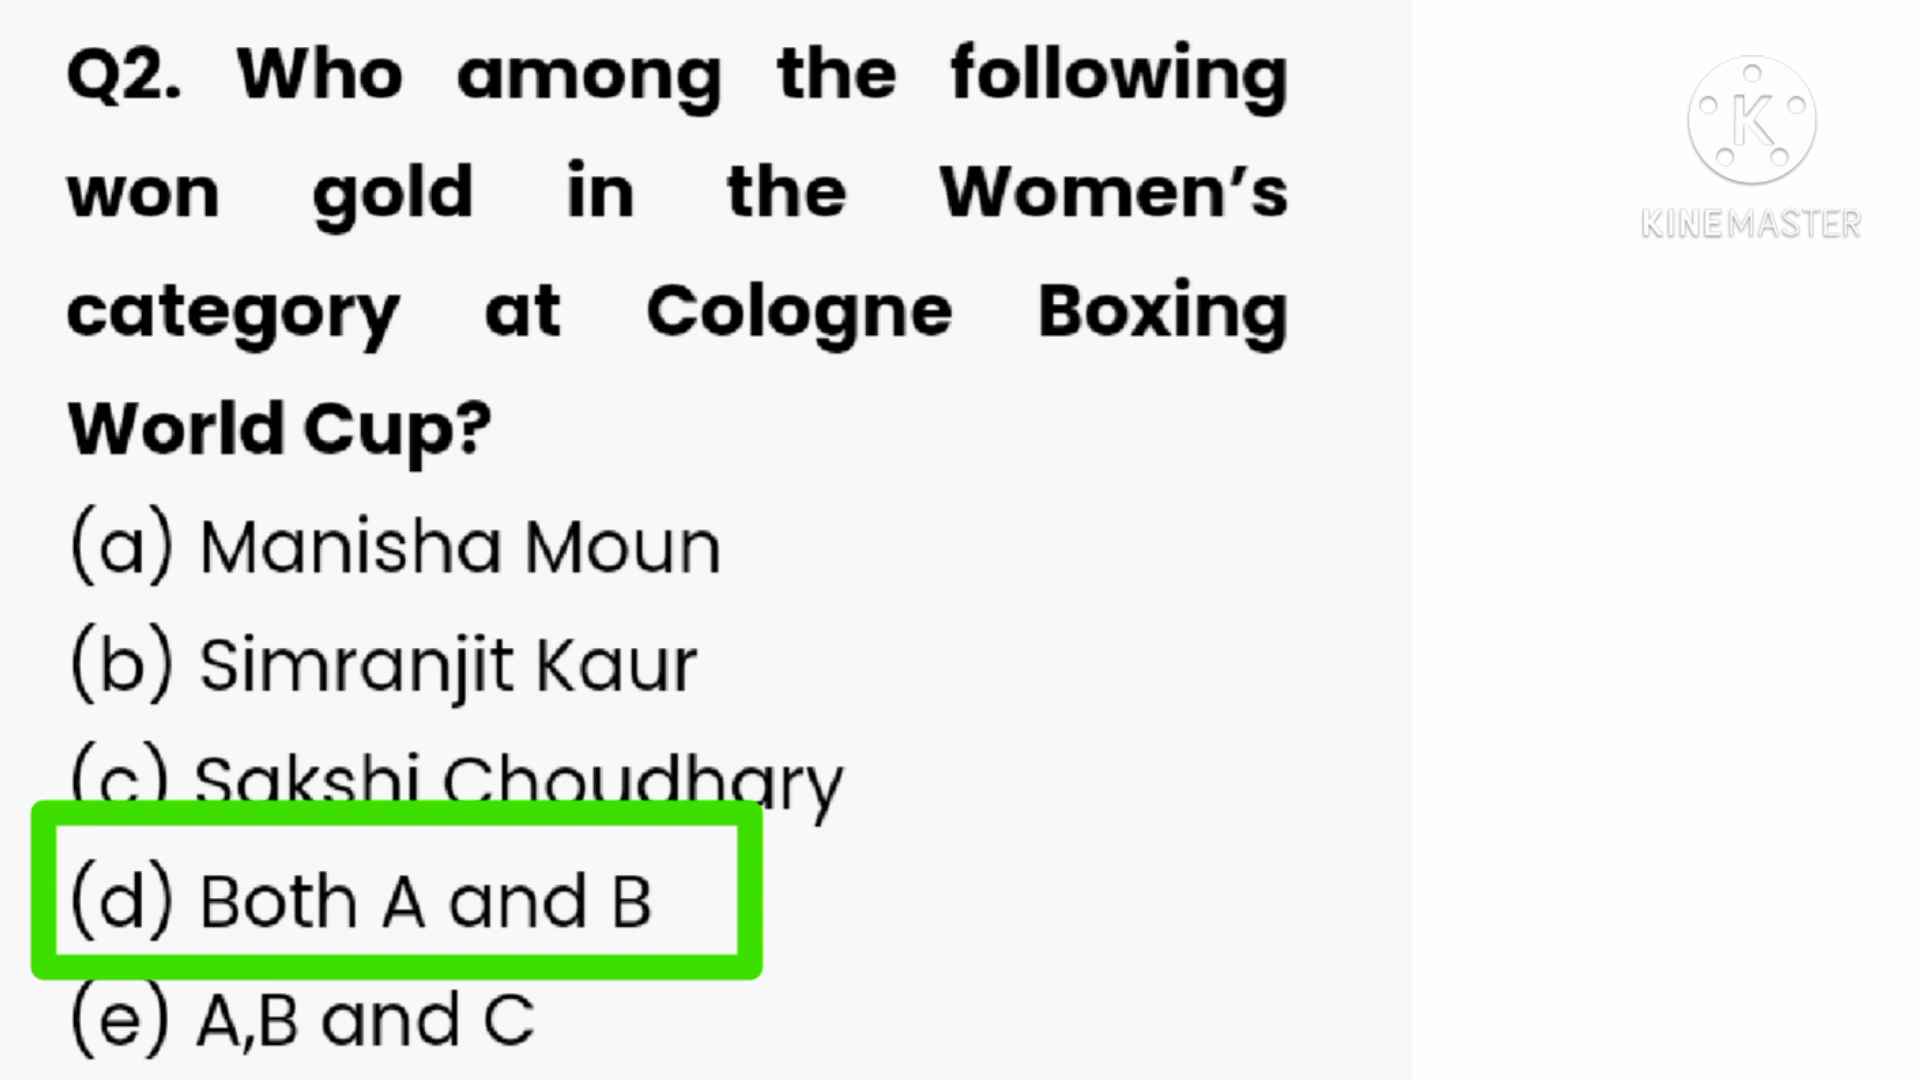 Q2. Who among the following
won gold in the Women’s
category at Cologne Boxing
World Cup?
(a) Manisha Moun
(b) Simranjit Kaur
(c) Sakshi Choudhary
(d) Both A and B
(e) A,B and C
K
KINEMASTER